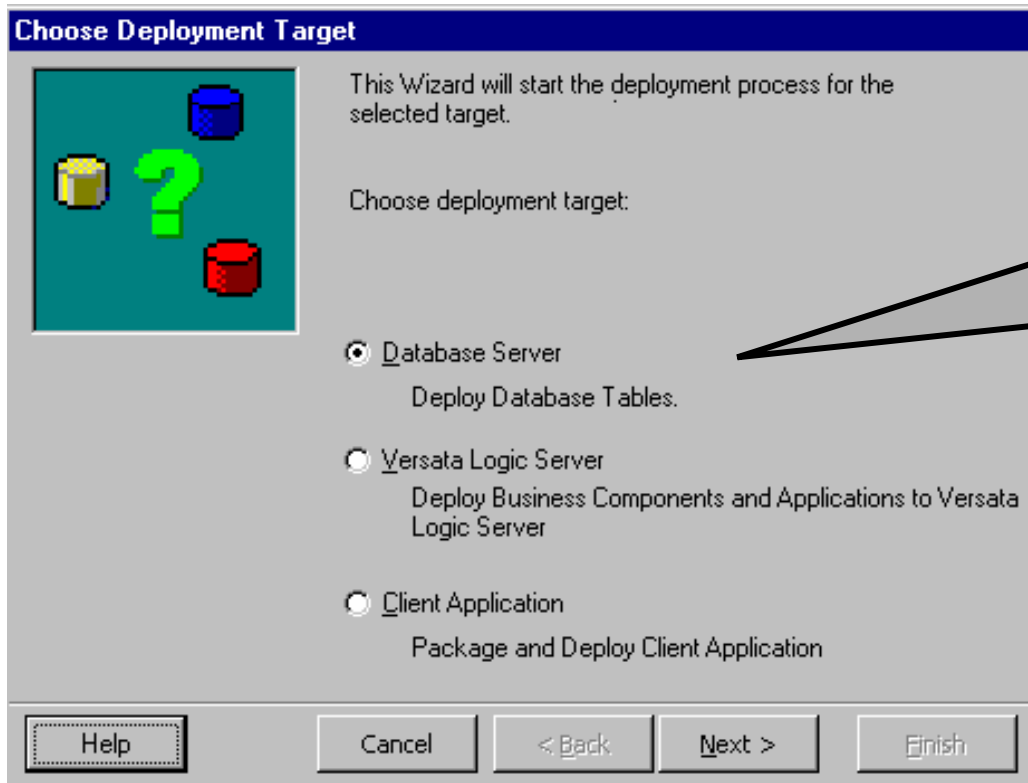 Choose Deployment Target
This Wizard will start the deployment process for the
selected target.
Choose deployment target:
Database Server
Deploy Database Tables.
Versata Logic Server
Deploy Business Components and Applications to Versata
Logic Server
Client Application
Package and Deploy Client Application
Help
Cancel
< Back
Next >
Finish